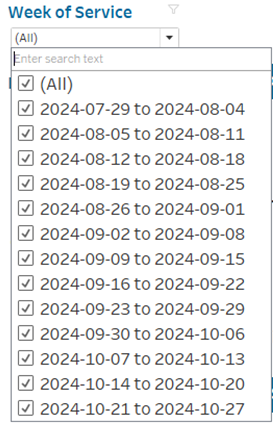 Week of Service
(All)
Enter search text
(All)
2024-07-29 to 2024-08-04
2024-08-05 to 2024-08-11
2024-08-12 to 2024-08-18
2024-08-19 to 2024-08-25
2024-08-26 to 2024-09-01
2024-09-02 to 2024-09-08
2024-09-09 to 2024-09-15
2024-09-16 to 2024-09-22
2024-09-23 to 2024-09-29
2024-09-30 to 2024-10-06
2024-10-07 to 2024-10-13
2024-10-14 to 2024-10-20
2024-10-21 to 2024-10-27